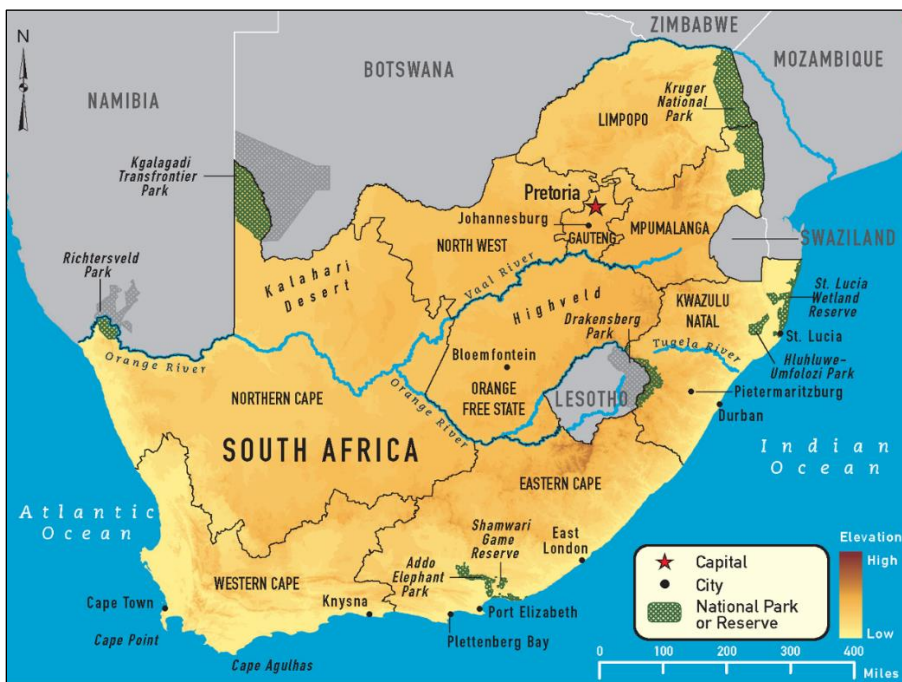 ZIMBABWE
N
BOTSWANA
MOZAMBIQUE
NAMIBIA
Kruger
National
Park
LIMPOPO
Kgalagadi
Transfrontier
Park
Pretoria
Johannesburg
GAUTENG
MPUMALANGA
NORTH WEST
SWAZILAND
Richtersveld
Park
Kalahari
Desert
Vaal River
Highveld
St. Lucia
Wetland
Reserve
KWAZULU
NATAL
Drakensberg
Park
St. Lucia
Tugela River
Hluhluwe-
Umfolozi Park
Orange River
Bloemfontein
Orange River
ORANGE
FREE STATE
LESOTHO
Pietermaritzburg
Durban
NORTHERN CAPE
SOUTH AFRICA
Indian
Ocean
EASTERN CAPE
Atlantic
Ocean
Shamwari
Game
Reserve
East
London
Addo
Elephant
Park
WESTERN CAPE
Cape Town
Knysna
Port Elizabeth
Cape Point
Plettenberg Bay
Cape Agulhas
Elevation
High
Low
Capital
City
National Park
or Reserve
0 100 200 300 400
Miles